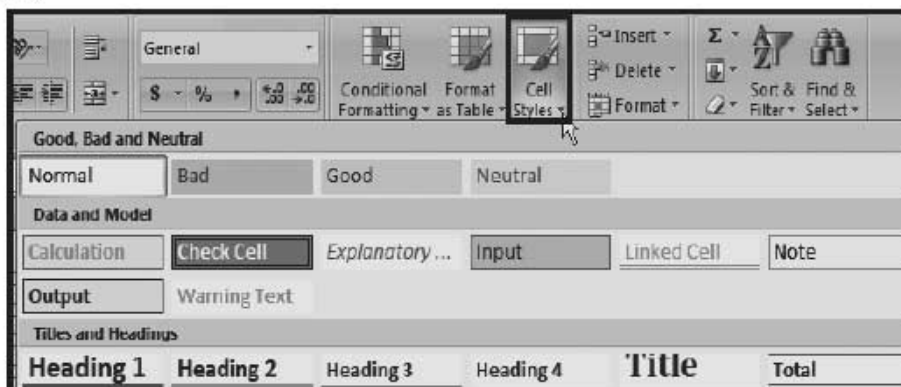 General
Insert
Σ
Delete
$ % ,
Conditional Formatting
Format as Table
Cell Styles
Format
Sort & Filter
Find & Select
Good, Bad and Neutral
Normal Bad Good Neutral
Data and Model
Calculation Check Cell Explanatory ... Input Linked Cell Note
Output Warning Text
Titles and Headings
Heading 1 Heading 2 Heading 3 Heading 4 Title Total